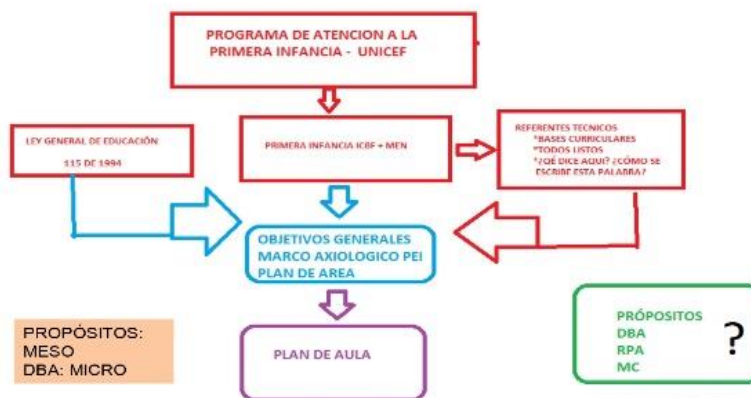 PROGRAMA DE ATENCION A LA
PRIMERA INFANCIA - UNICEF
LEY GENERAL DE EDUCACIÓN
115 DE 1994
PRIMERA INFANCIA ICBF + MEN
REFERENTES TECNICOS
*BASES CURRICULARES
*TODOS LISTOS
*¿QÉ DICE AQUI? ¿CÓMO SE
ESCRIBE ESTA PALABRA?
OBJETIVOS GENERALES
MARCO AXIOLOGICO PEI
PLAN DE AREA
PROPÓSITOS:
MESO
DBA: MICRO
PLAN DE AULA
PRÓPOSITOS
DBA
RPA
MC
?